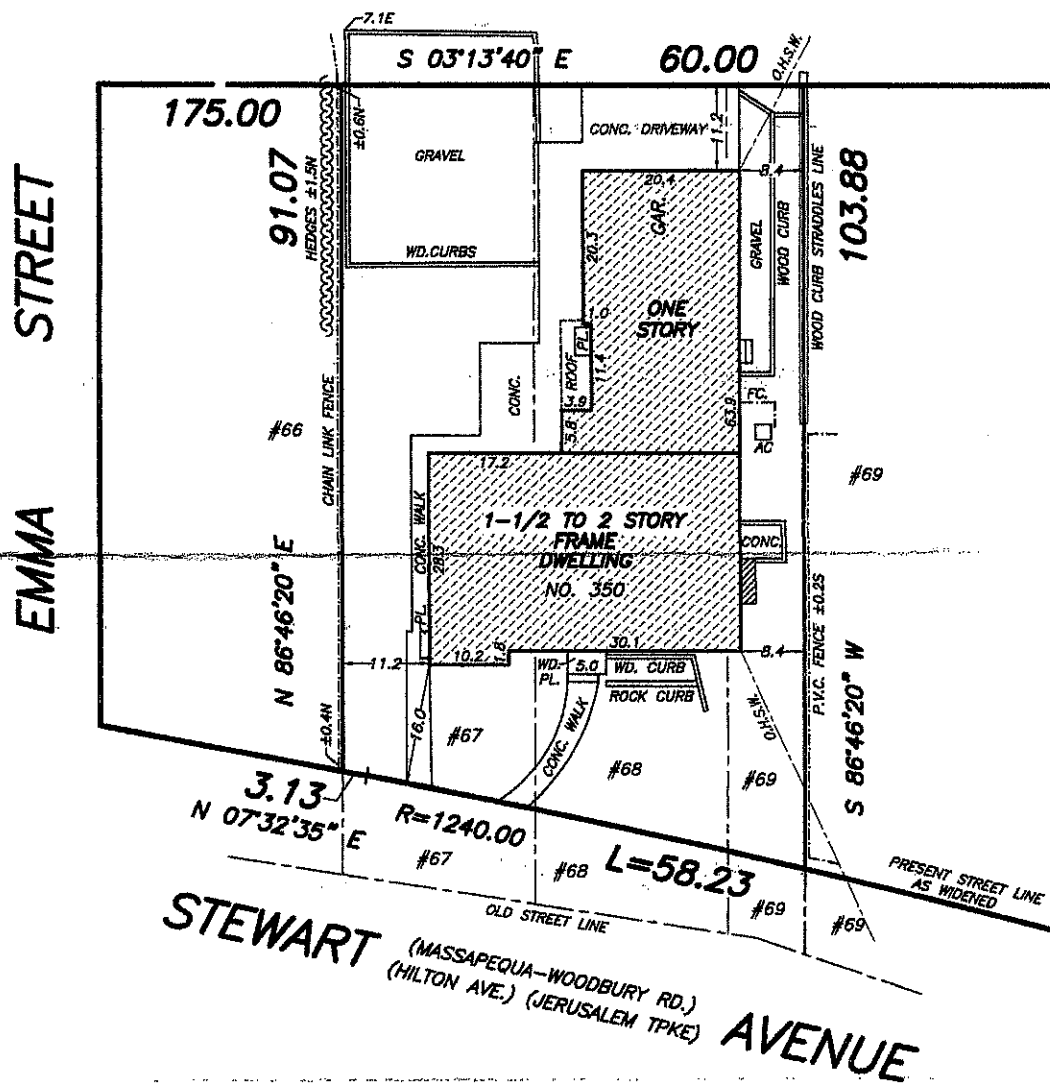 7.1E
S 03°13'40" E
60.00
O.H.S.W.
175.00
±0.6N
GRAVEL
CONC. DRIVEWAY
11.2
8.4
20.4
GAR.
91.07
HEDGES ±1.5N
103.88
WOOD CURB STRADDLES LINE
WOOD CURB
GRAVEL
WD.CURBS
20.3
ONE
STORY
1.0
PL.
ROOF
11.4
3.9
5.8
CONC.
63.9
FC.
AC
#66
#69
CHAIN LINK FENCE
17.2
1-1/2 TO 2 STORY
FRAME
DWELLING
NO. 350
CONC. WALK
28.3
CONC.
EMMA STREET
N 86°46'20" E
PL.
11.2
10.2
1.8
30.1
8.4
WD.
PL.
5.0
WD. CURB
ROCK CURB
P.V.C. FENCE ±0.2S
S 86°46'20" W
O.H.S.W.
±0.4N
16.0
#67
CONC. WALK
#68
#69
3.13
N 07°32'35" E
R=1240.00
L=58.23
#67
#68
#69
#69
PRESENT STREET LINE
AS WIDENED
OLD STREET LINE
STEWART AVENUE
(MASSAPEQUA-WOODBURY RD.)
(HILTON AVE.) (JERUSALEM TPKE)